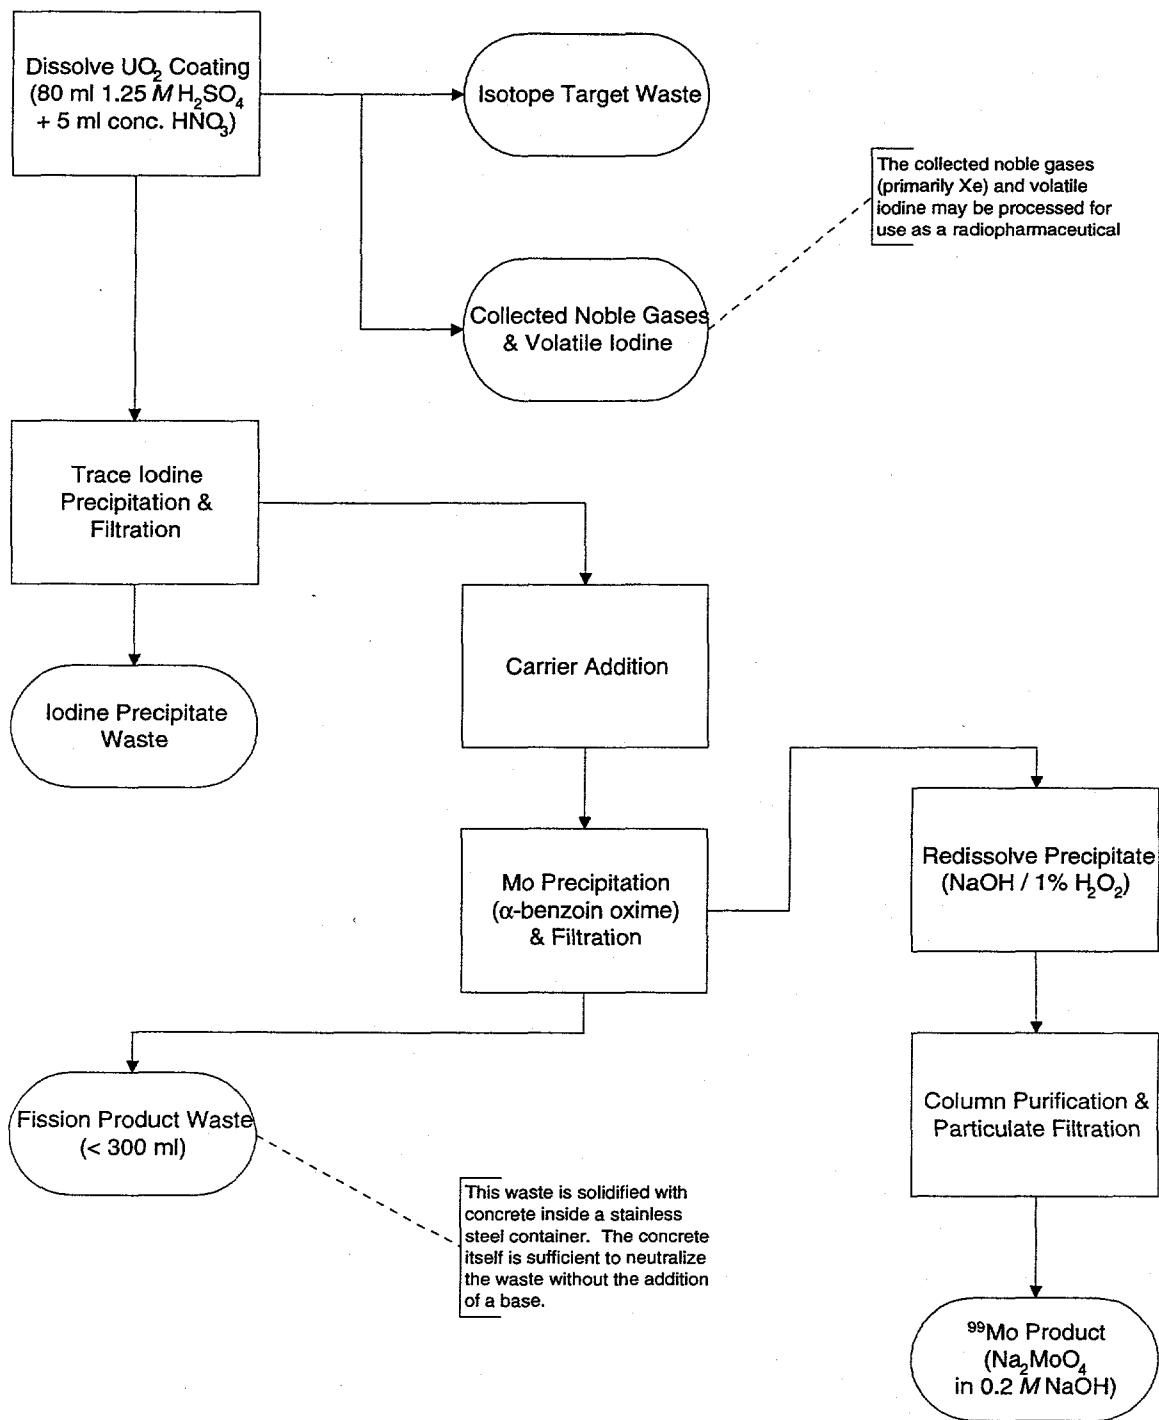 Dissolve UO₂ Coating
(80 ml 1.25 M H₂SO₄
+ 5 ml conc. HNO₃)
Isotope Target Waste
The collected noble gases
(primarily Xe) and volatile
iodine may be processed for
use as a radiopharmaceutical
Collected Noble Gases
& Volatile Iodine
Trace Iodine
Precipitation &
Filtration
Carrier Addition
Iodine Precipitate
Waste
Mo Precipitation
(α-benzoin oxime)
& Filtration
Redissolve Precipitate
(NaOH / 1% H₂O₂)
Column Purification &
Particulate Filtration
Fission Product Waste
(< 300 ml)
This waste is solidified with
concrete inside a stainless
steel container. The concrete
itself is sufficient to neutralize
the waste without the addition
of a base.
⁹⁹Mo Product
(Na₂MoO₄
in 0.2 M NaOH)